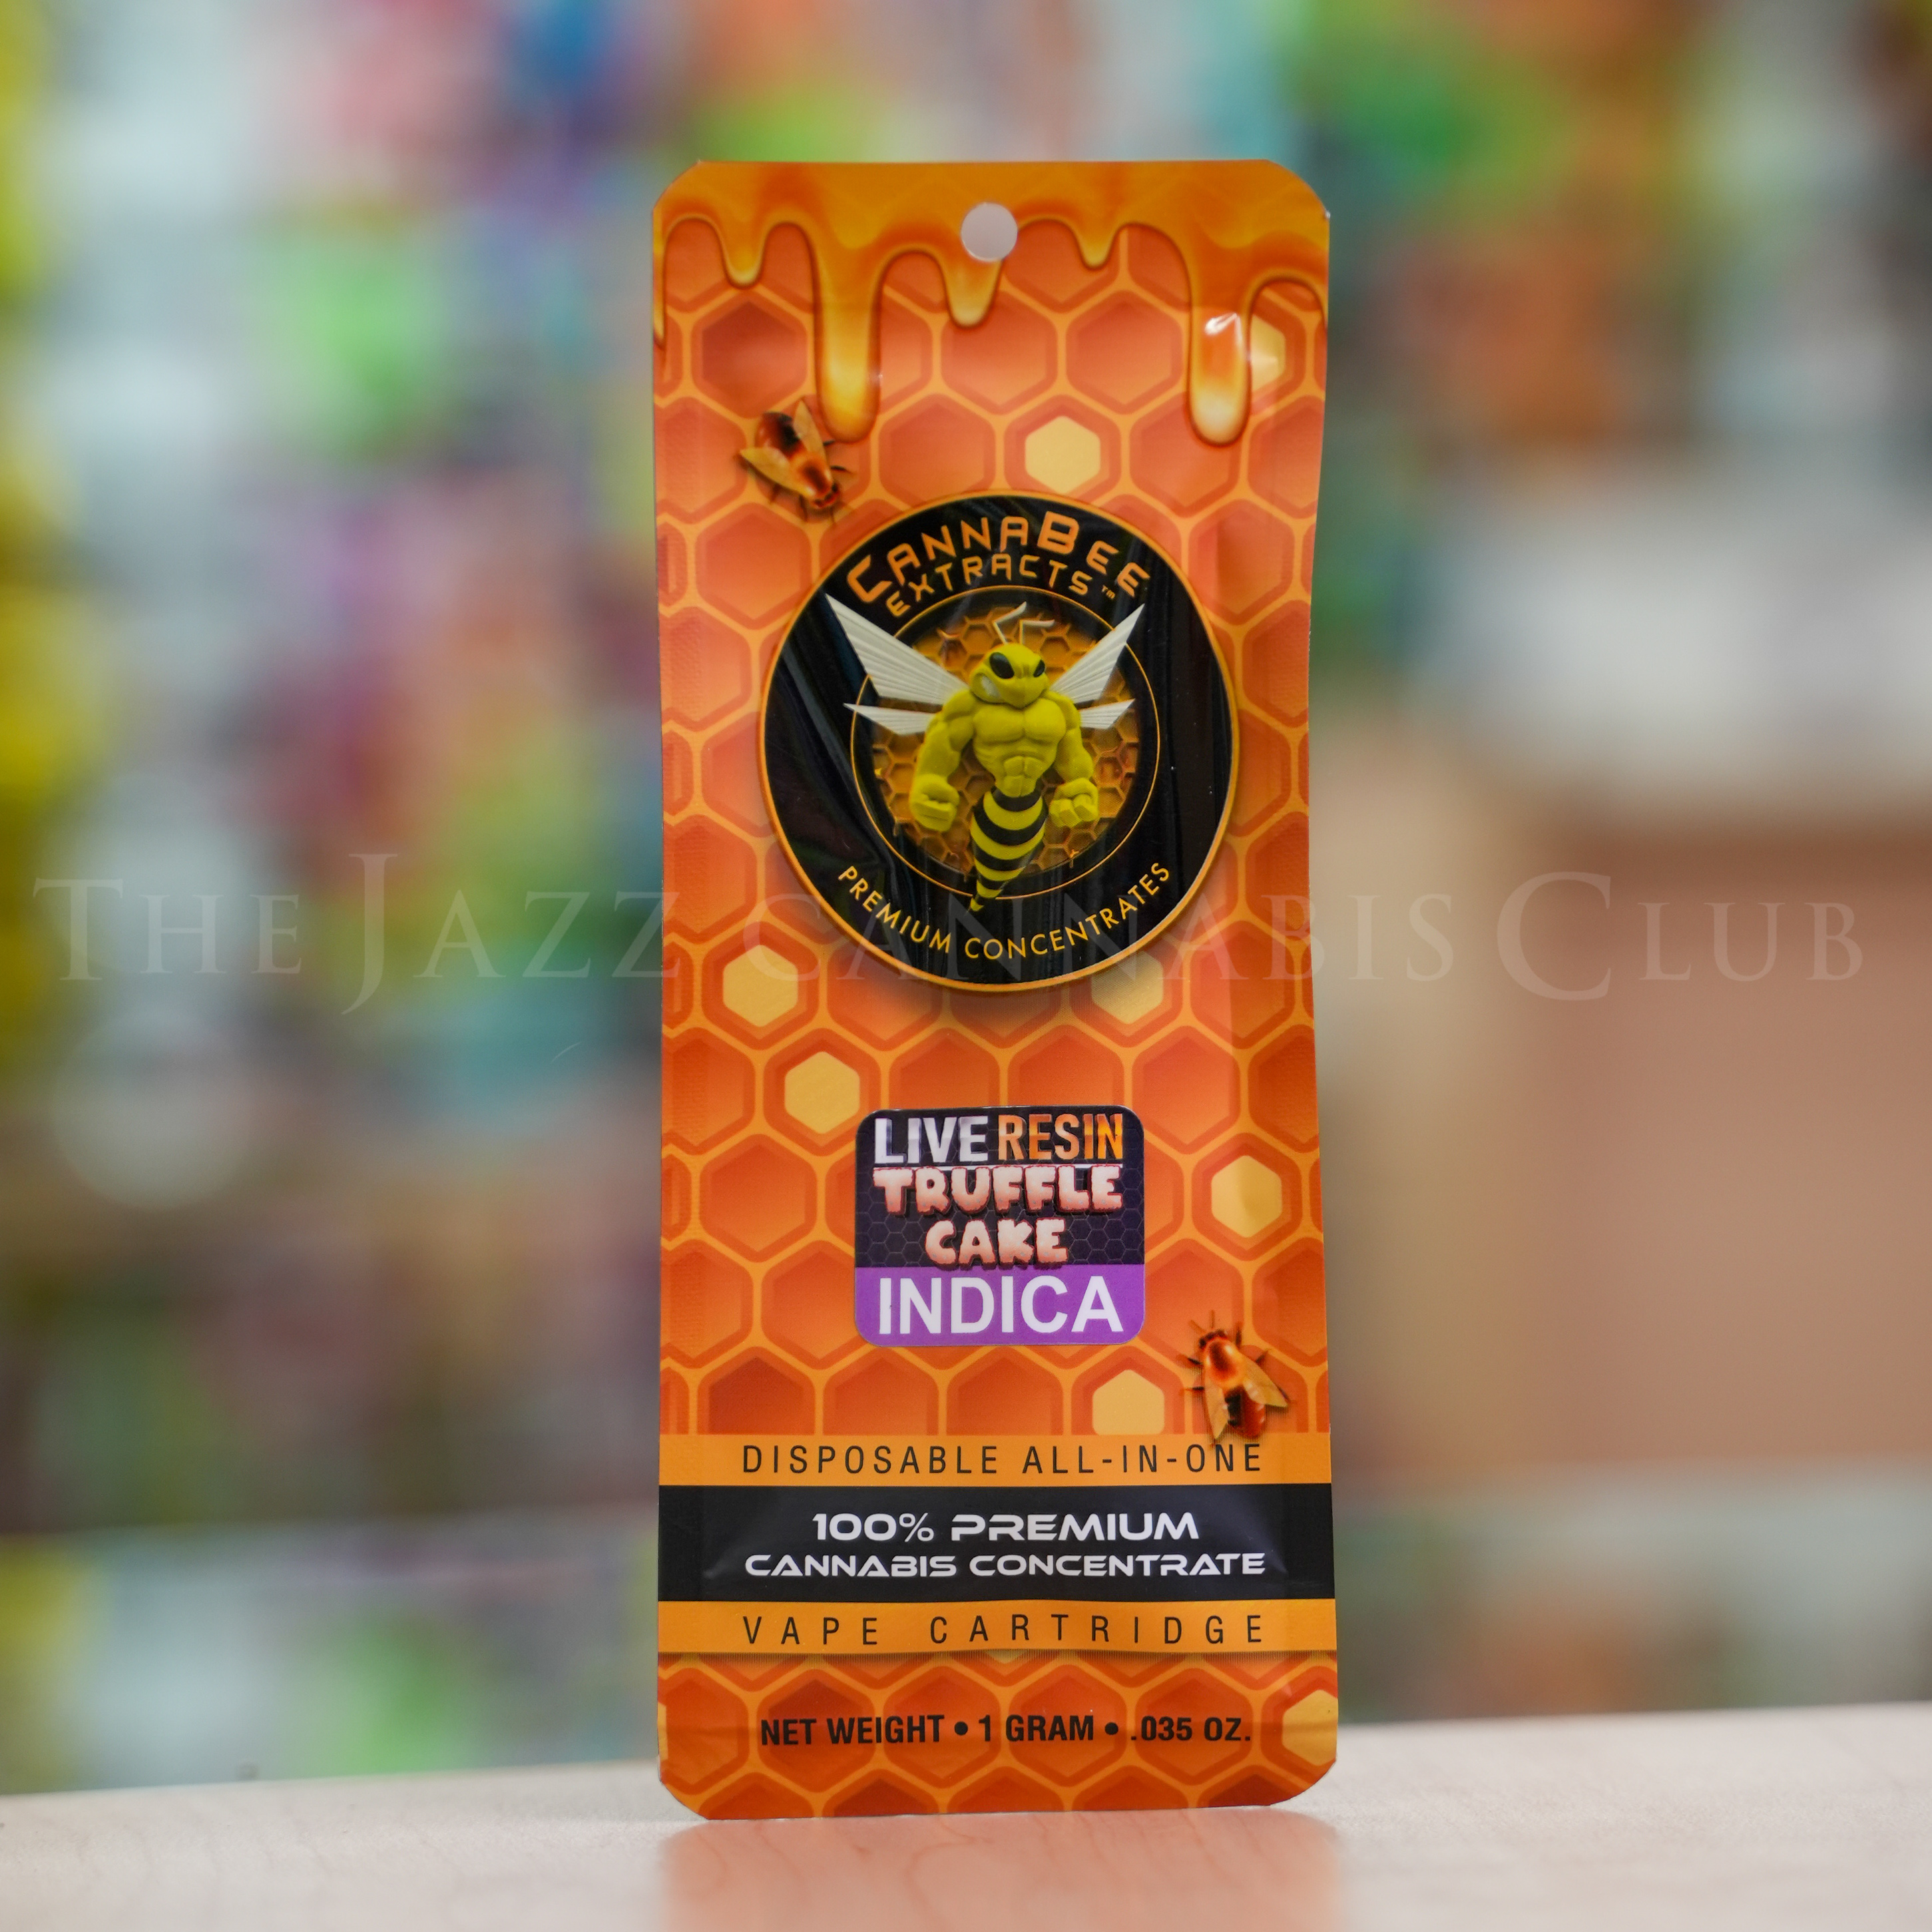 CANNABEE
EXTRACTS™
PREMIUM CONCENTRATES
THE JAZZ CANNABIS CLUB
LIVE RESIN
TRUFFLE
CAKE
INDICA
DISPOSABLE ALL-IN-ONE
100% PREMIUM
CANNABIS CONCENTRATE
VAPE CARTRIDGE
NET WEIGHT • 1 GRAM • .035 OZ.